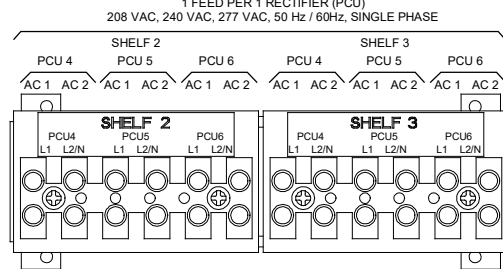 1 FEED PER 1 RECTIFIER (PCU)
208 VAC, 240 VAC, 277 VAC, 50 Hz / 60Hz, SINGLE PHASE
SHELF 2 SHELF 3
PCU 4 PCU 5 PCU 6 PCU 4 PCU 5 PCU 6
AC 1 AC 2 AC 1 AC 2 AC 1 AC 2 AC 1 AC 2 AC 1 AC 2 AC 1 AC 2
SHELF 2 SHELF 3
PCU4 PCU5 PCU6 PCU4 PCU5 PCU6
L1 L2/N L1 L2/N L1 L2/N L1 L2/N L1 L2/N L1 L2/N